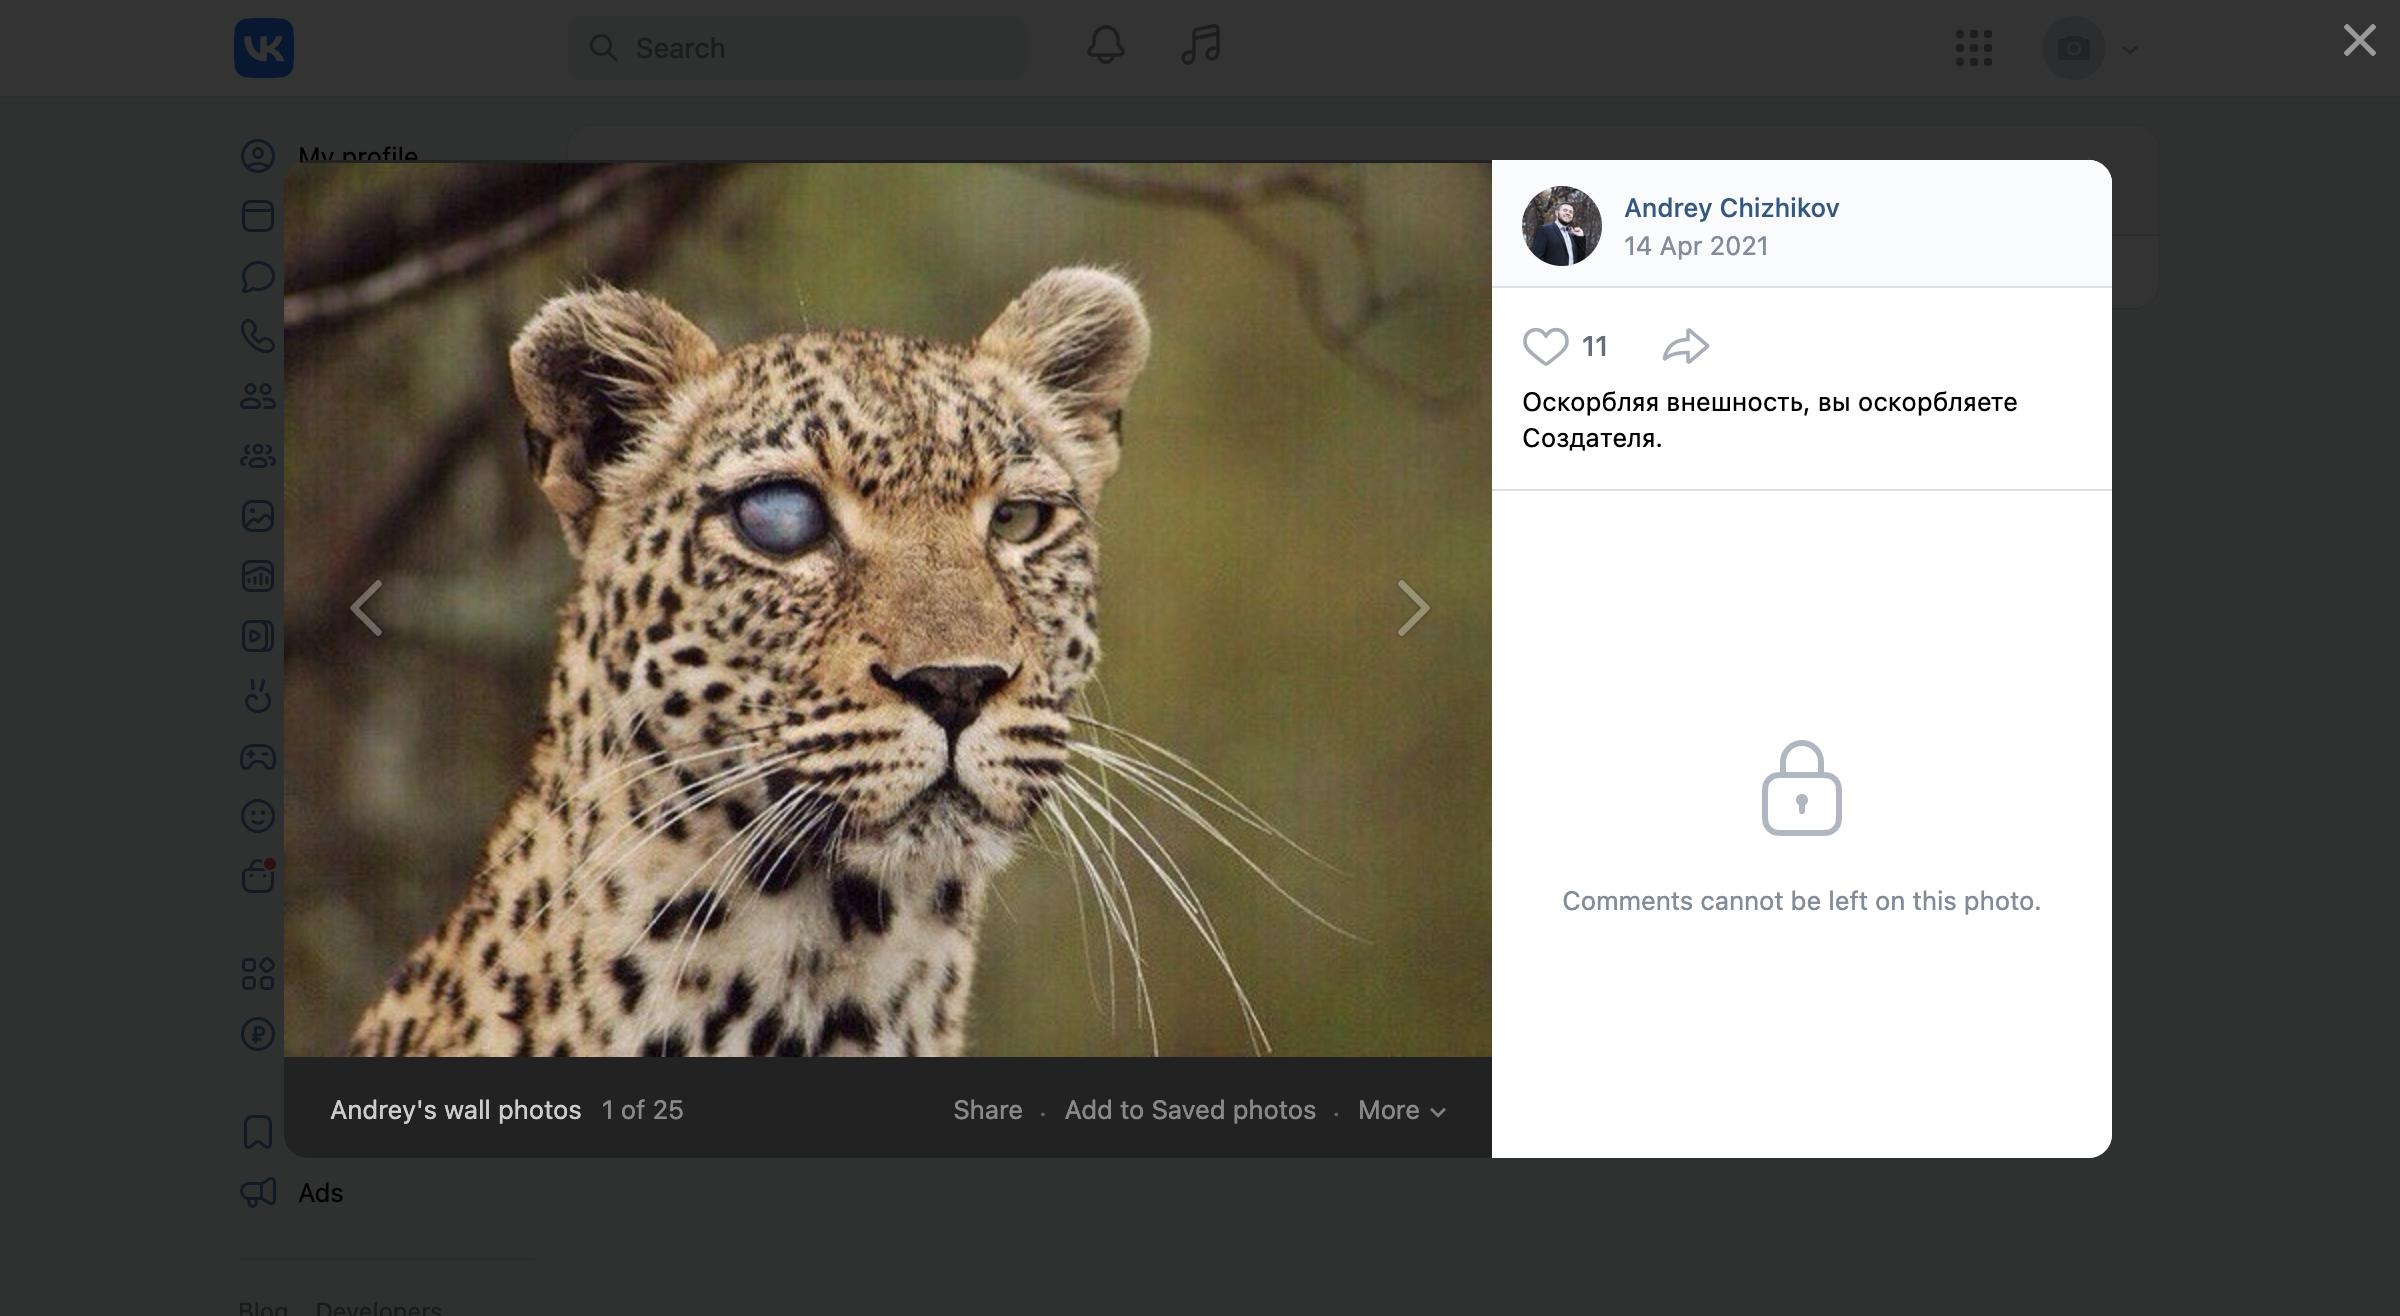 VK
Search
My profile
Andrey Chizhikov
14 Apr 2021
11
Оскорбляя внешность, вы оскорбляете
Создателя.
Comments cannot be left on this photo.
Andrey's wall photos 1 of 25
Share · Add to Saved photos · More
Ads
Blog Developers